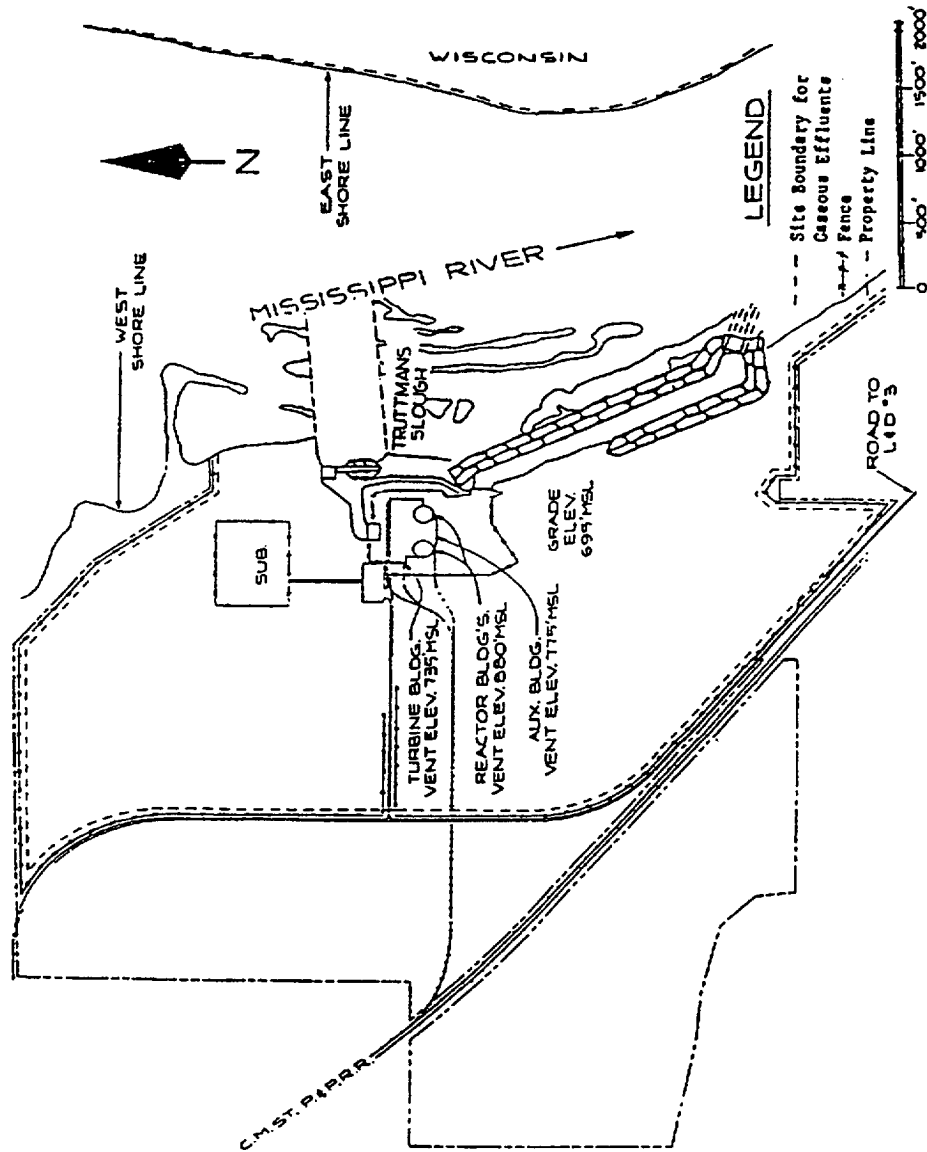 WISCONSIN
N
EAST
SHORE LINE
WEST
SHORE LINE
MISSISSIPPI RIVER
TRUTTMANS
SLOUGH
SUB.
GRADE
ELEV.
695' MSL
TURBINE BLDG.
VENT ELEV. 735' MSL
REACTOR BLDG'S.
VENT ELEV. 880' MSL
AUX. BLDG.
VENT ELEV. 775' MSL
C.M. ST. P. & P. R.R.
ROAD TO
L&D #3
LEGEND
Site Boundary for
Gaseous Effluents
Fence
Property Line
0 500' 1000' 1500' 2000'